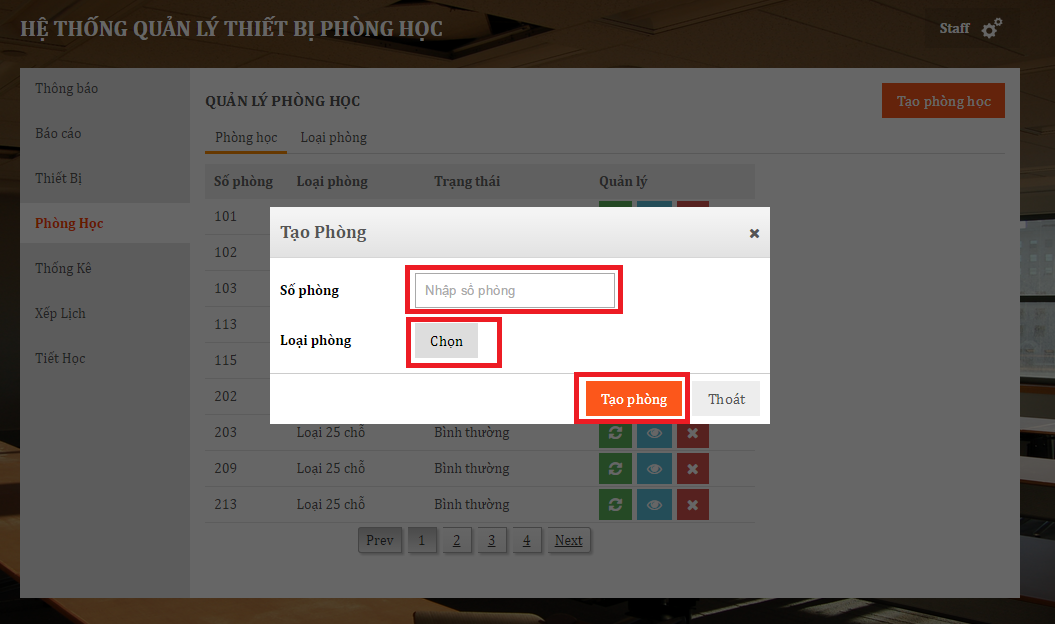 HỆ THỐNG QUẢN LÝ THIẾT BỊ PHÒNG HỌC
Staff
Thông báo
Báo cáo
Thiết Bị
Phòng Học
Thống Kê
Xếp Lịch
Tiết Học
QUẢN LÝ PHÒNG HỌC
Tạo phòng học
Phòng học Loại phòng
Số phòng Loại phòng Trạng thái Quản lý
101
102
103
113
115
202
203 Loại 25 chỗ Bình thường
209 Loại 25 chỗ Bình thường
213 Loại 25 chỗ Bình thường
Prev 1 2 3 4 Next
Tạo Phòng
Số phòng Nhập số phòng
Loại phòng Chọn
Tạo phòng Thoát